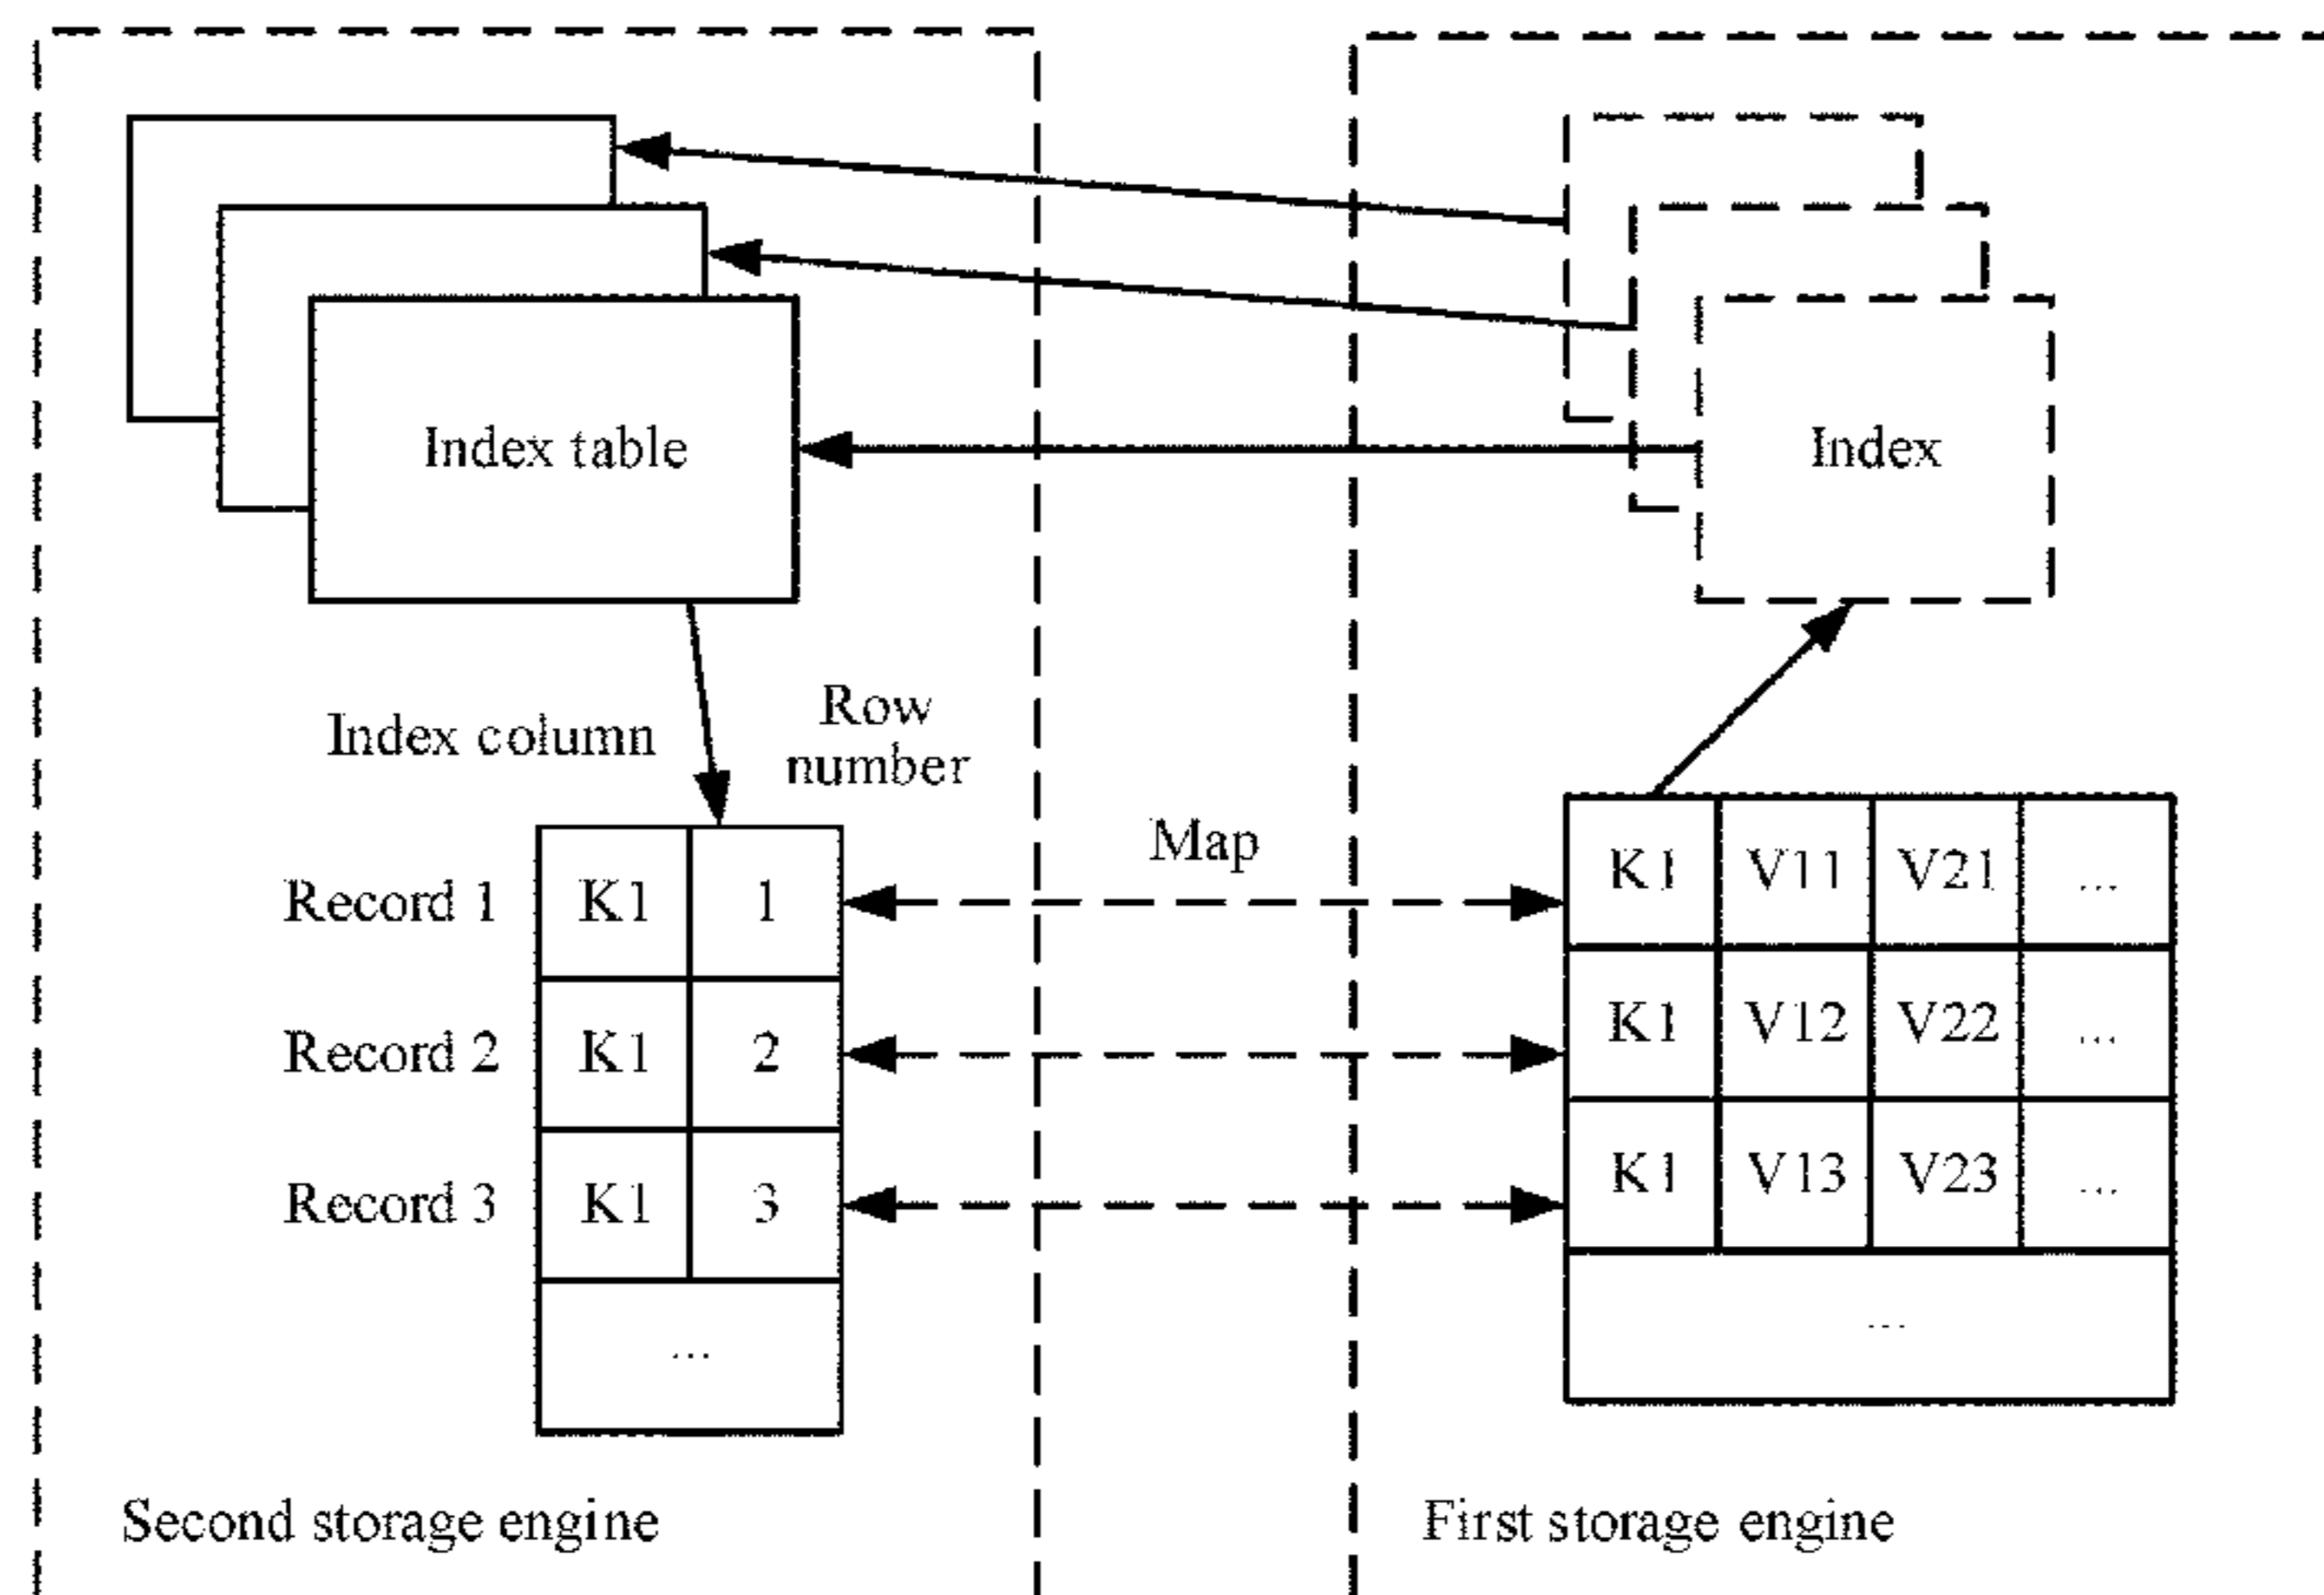 Index table
Index
Index column
Row
number
Map
Record 1 K1 1
K1 V11 V21 ...
Record 2 K1 2
K1 V12 V22 ...
Record 3 K1 3
K1 V13 V23 ...
...
...
Second storage engine
First storage engine